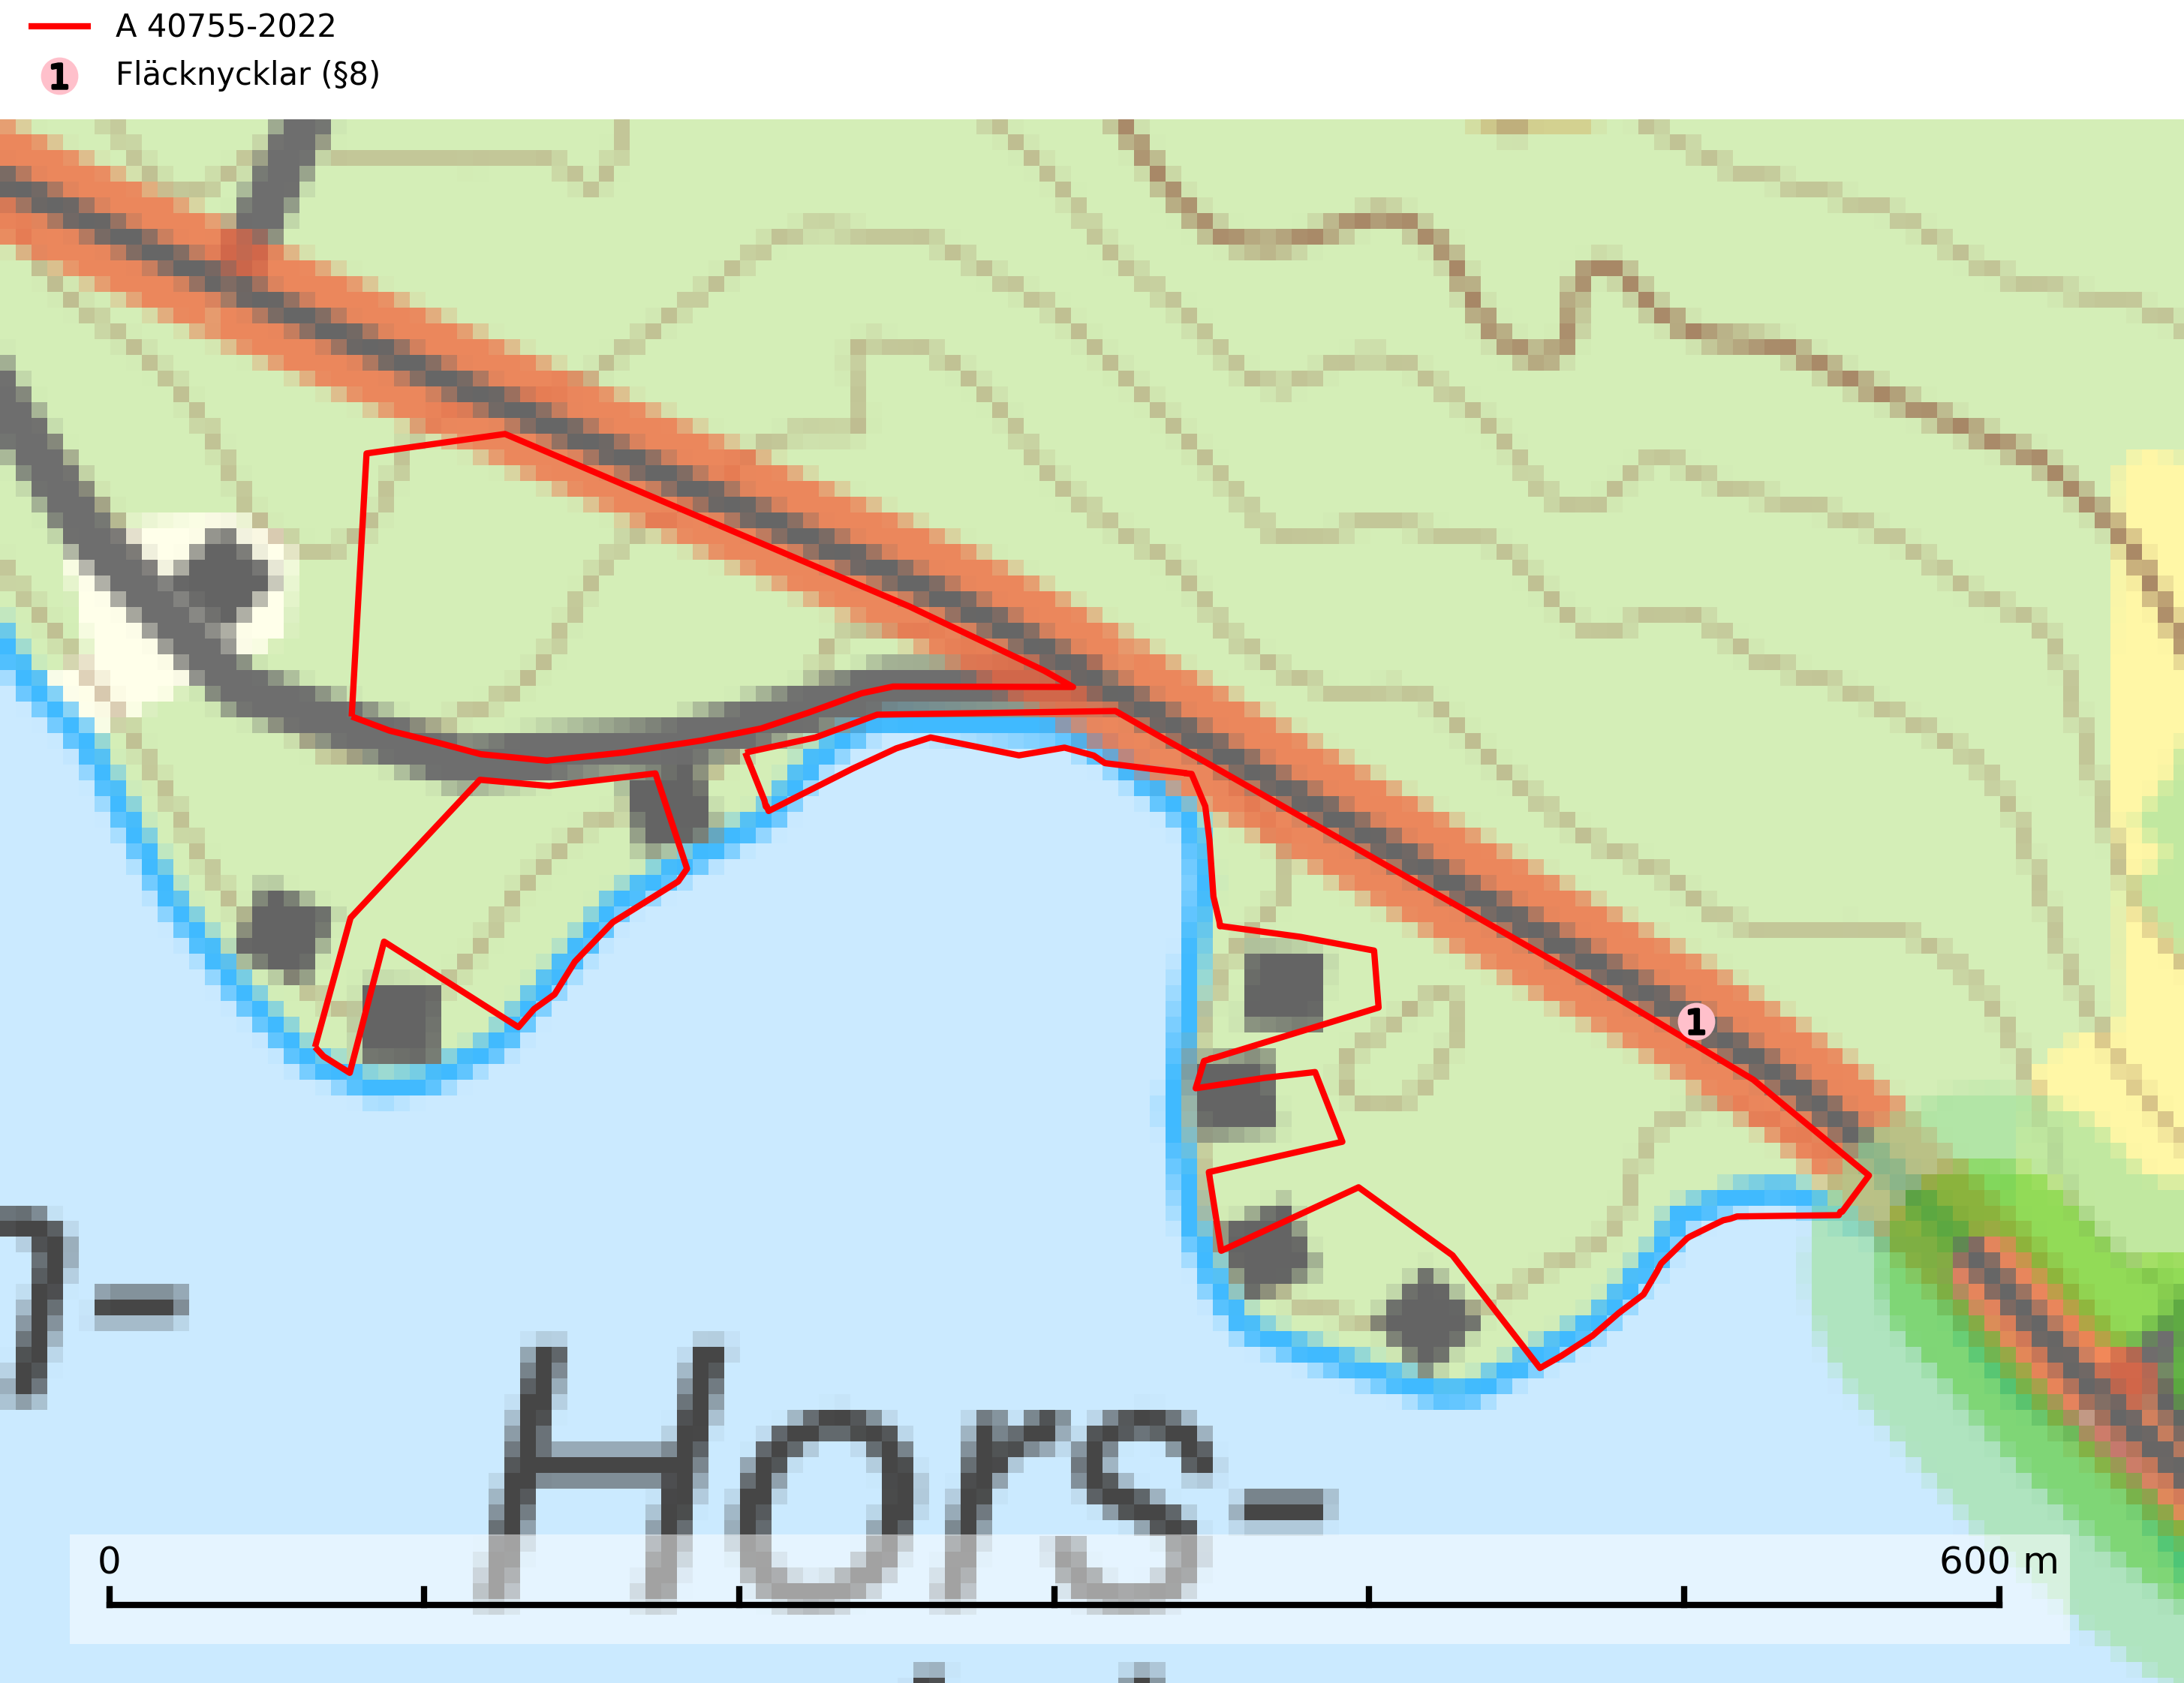 A 40755-2022
1 Fläcknycklar (§8)
1
Hors-
0 600 m